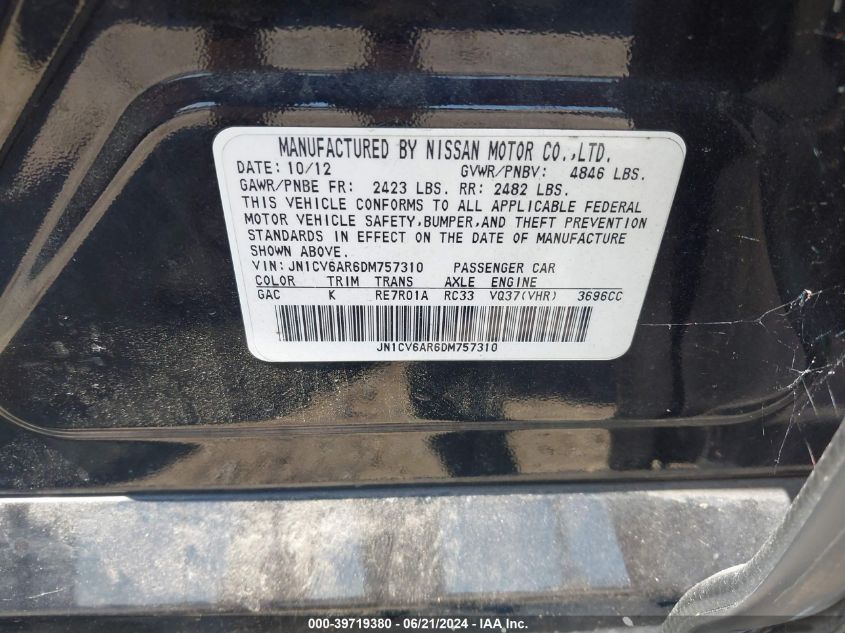 MANUFACTURED BY NISSAN MOTOR CO.,LTD.
DATE: 10/12 GVWR/PNBV: 4846 LBS.
GAWR/PNBE FR: 2423 LBS. RR: 2482 LBS.
THIS VEHICLE CONFORMS TO ALL APPLICABLE FEDERAL
MOTOR VEHICLE SAFETY,BUMPER,AND THEFT PREVENTION
STANDARDS IN EFFECT ON THE DATE OF MANUFACTURE
SHOWN ABOVE.
VIN: JN1CV6AR6DM757310 PASSENGER CAR
COLOR TRIM TRANS AXLE ENGINE
GAC K RE7R01A RC33 VQ37(VHR) 3696CC
JN1CV6AR6DM757310
000-39719380 - 06/21/2024 - IAA Inc.